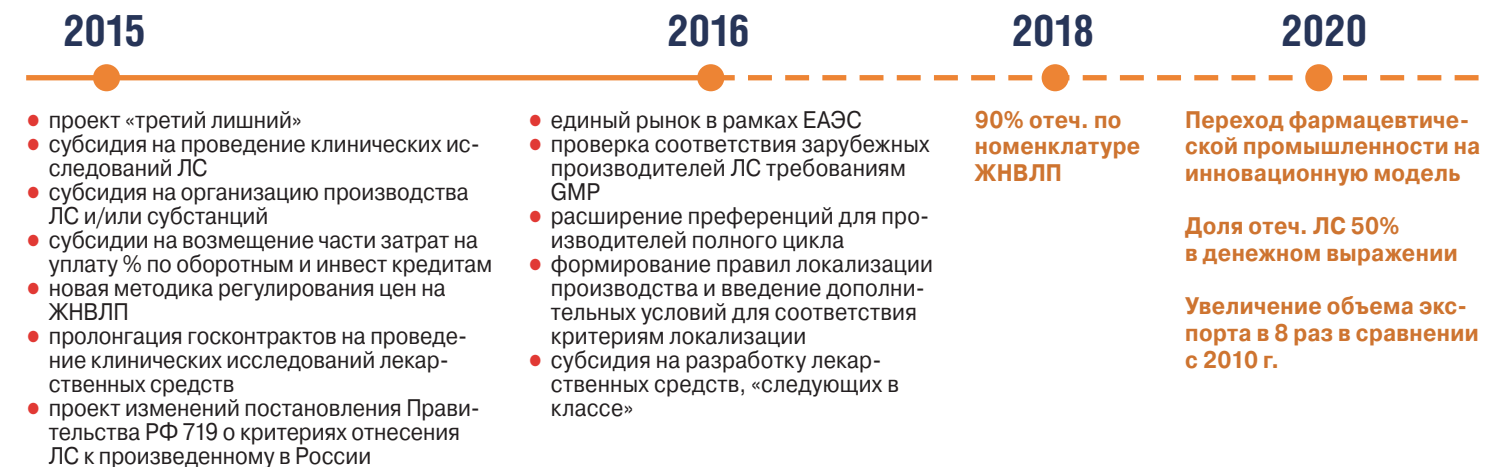 2015
2016
2018
2020
• проект «третий лишний»
• субсидия на проведение клинических ис-
следований ЛС
• субсидия на организацию производства
ЛС и/или субстанций
• субсидии на возмещение части затрат на
уплату % по оборотным и инвест кредитам
• новая методика регулирования цен на
ЖНВЛП
• пролонгация госконтрактов на проведе-
ние клинических исследований лекар-
ственных средств
• проект изменений постановления Прави-
тельства РФ 719 о критериях отнесения
ЛС к произведенному в России
• единый рынок в рамках ЕАЭС
• проверка соответствия зарубежных
производителей ЛС требованиям
GMP
• расширение преференций для про-
изводителей полного цикла
• формирование правил локализации
производства и введение дополни-
тельных условий для соответствия
критериям локализации
• субсидия на разработку лекар-
ственных средств, «следующих в
классе»
90% отеч. по
номенклатуре
ЖНВЛП
Переход фармацевтиче-
ской промышленности на
инновационную модель
Доля отеч. ЛС 50%
в денежном выражении
Увеличение объема экс-
порта в 8 раз в сравнении
с 2010 г.